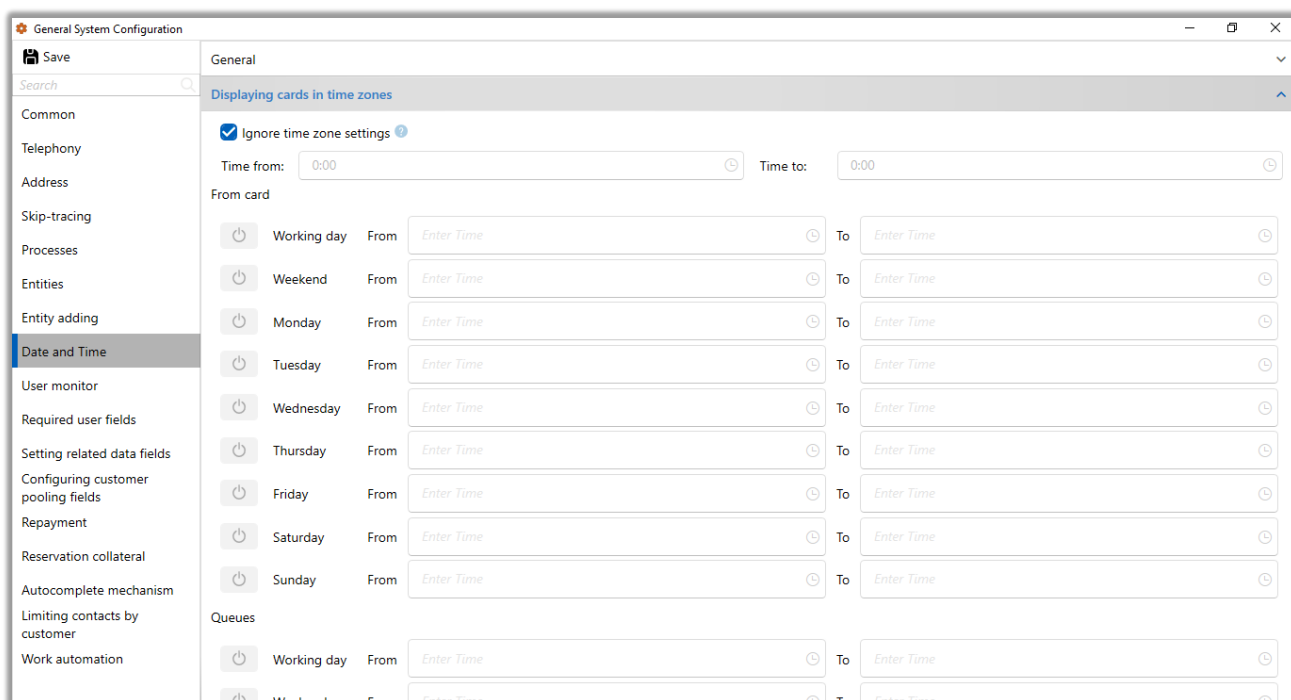 General System Configuration
Save
Search
Common
Telephony
Address
Skip-tracing
Processes
Entities
Entity adding
Date and Time
User monitor
Required user fields
Setting related data fields
Configuring customer
pooling fields
Repayment
Reservation collateral
Autocomplete mechanism
Limiting contacts by
customer
Work automation
General
Displaying cards in time zones
Ignore time zone settings ?
Time from: 0:00 Time to: 0:00
From card
Working day From Enter Time To Enter Time
Weekend From Enter Time To Enter Time
Monday From Enter Time To Enter Time
Tuesday From Enter Time To Enter Time
Wednesday From Enter Time To Enter Time
Thursday From Enter Time To Enter Time
Friday From Enter Time To Enter Time
Saturday From Enter Time To Enter Time
Sunday From Enter Time To Enter Time
Queues
Working day From Enter Time To Enter Time